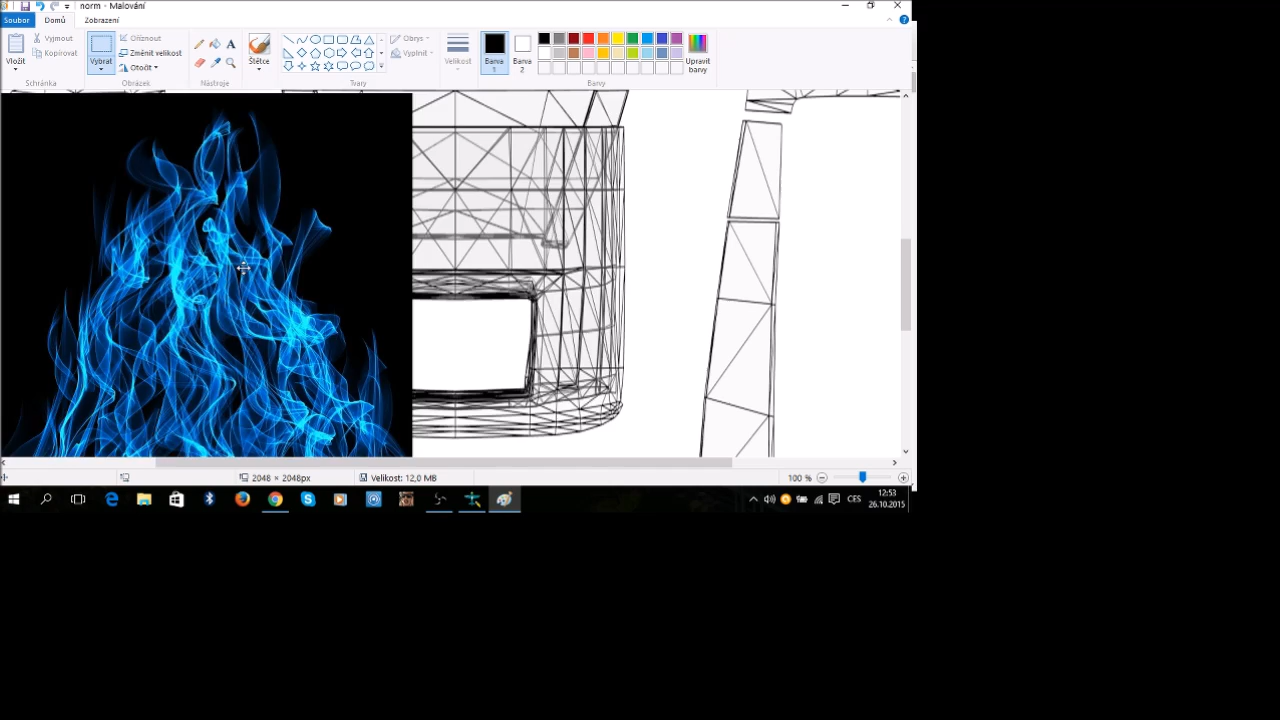 norm - Malování
Soubor Domů Zobrazení
Vložit Vyjmout Kopírovat
Schránka
Vybrat Oříznout Změnit velikost Otočit
Obrázek
A
Nástroje
Štětce
Obrys Vyplnit
Tvary
Velikost
Barva 1 Barva 2 Upravit barvy
Barvy
2048 × 2048px Velikost: 12,0 MB 100 %
CES 12:53
26.10.2015